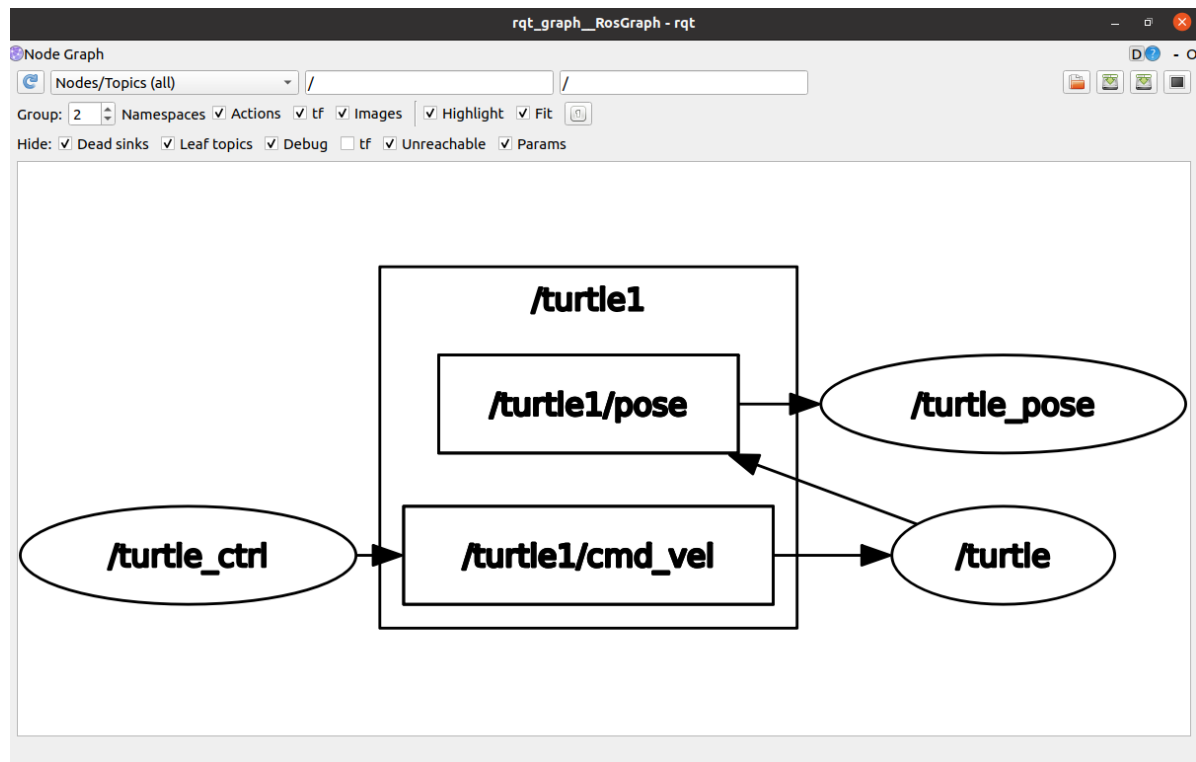 rqt_graph__RosGraph - rqt
Node Graph D ? - O
Nodes/Topics (all) / /
Group: 2 Namespaces Actions tf Images Highlight Fit
Hide: Dead sinks Leaf topics Debug tf Unreachable Params
/turtle1
/turtle1/pose /turtle_pose
/turtle_ctrl /turtle1/cmd_vel /turtle